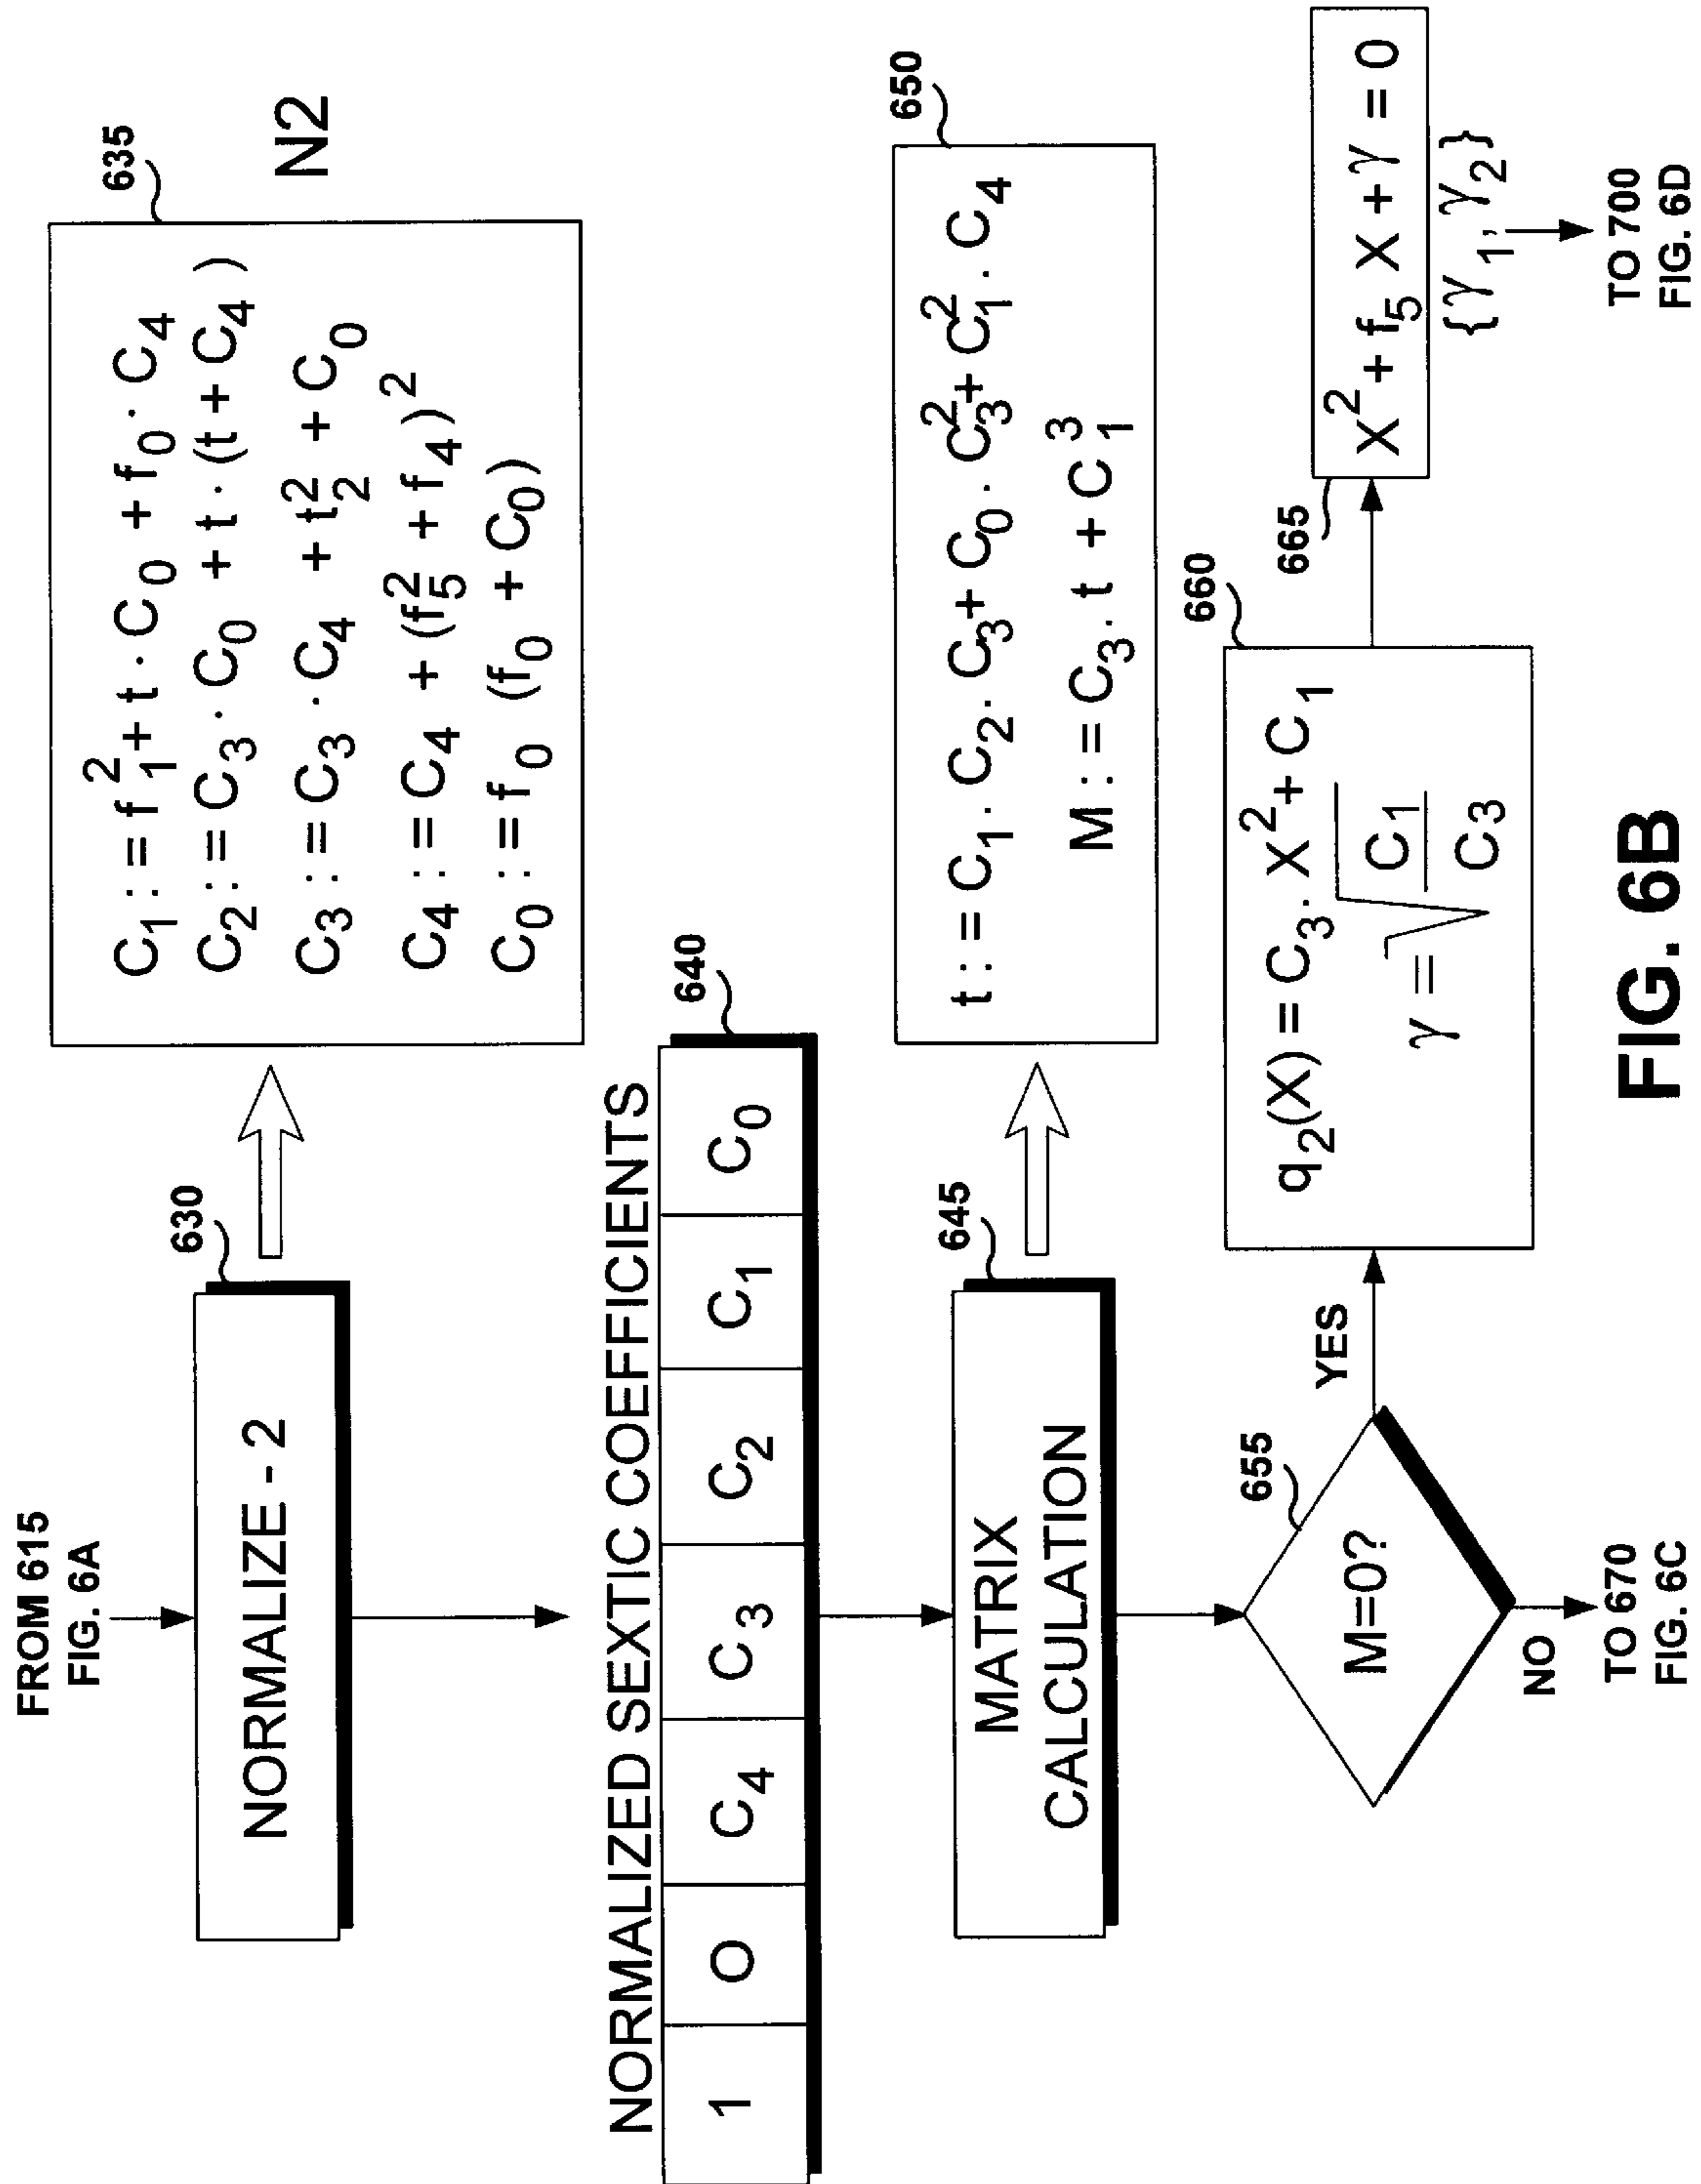 FROM 615
FIG. 6A
630
NORMALIZE - 2
635
C₁ := f₁² + t · C₀ + f₀ · C₄
C₂ := C₃ · C₀ + t · (t + C₄)
C₃ := C₃ · C₄ + t₂² + C₀
C₄ := C₄ + (f₅² + f₄)²
C₀ := f₀ (f₀ + C₀)
N2
NORMALIZED SEXTIC COEFFICIENTS
640
1 O C₄ C₃ C₂ C₁ C₀
645
MATRIX
CALCULATION
650
t := C₁ · C₂ · C₃ + C₀ · C₃² + C₁² · C₄
M := C₃ · t + C₁³
655
M=0?
YES
NO
TO 670
FIG. 6C
660
q₂(X) = C₃ · X² + C₁
γ = √(C₁ / C₃)
665
X² + f₅ X + γ = 0
{γ₁, γ₂}
TO 700
FIG. 6D
FIG. 6B